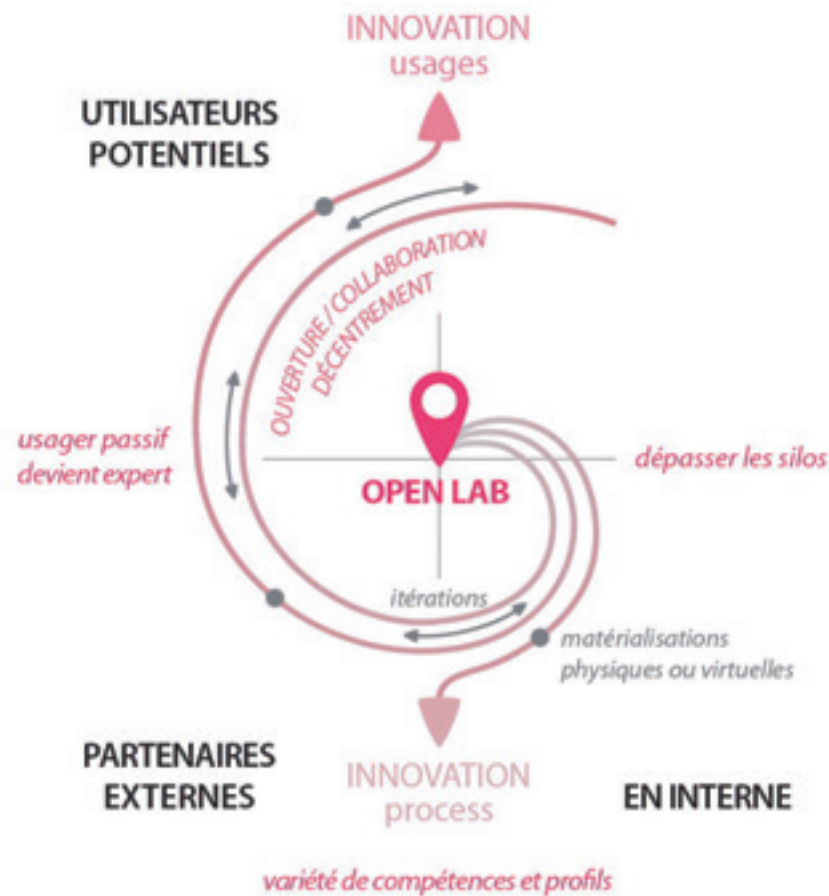 INNOVATION
usages
UTILISATEURS
POTENTIELS
OUVERTURE / COLLABORATION
DÉCENTREMENT
usager passif
devient expert
dépasser les silos
OPEN LAB
itérations
matérialisations
physiques ou virtuelles
PARTENAIRES
EXTERNES
INNOVATION
process
EN INTERNE
variété de compétences et profils